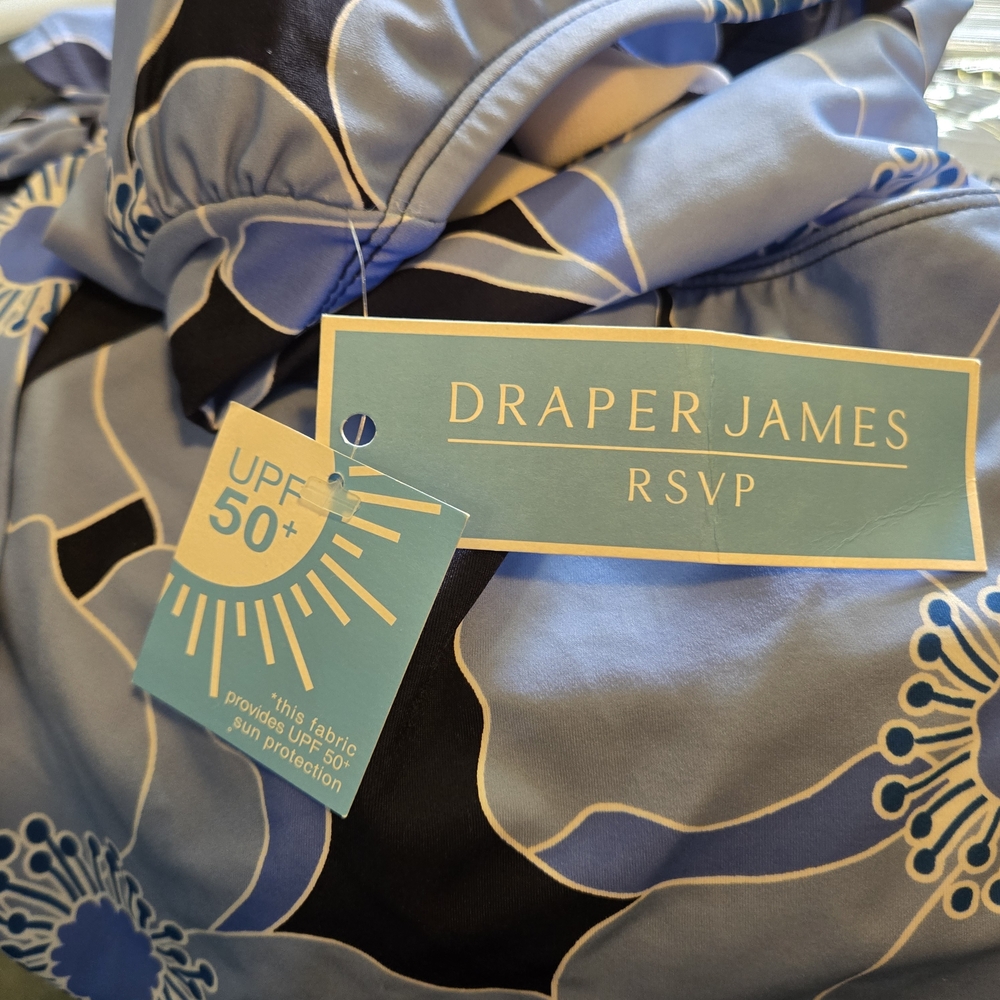 DRAPER JAMES
RSVP
UPF
50+
*this fabric
provides UPF 50+
sun protection